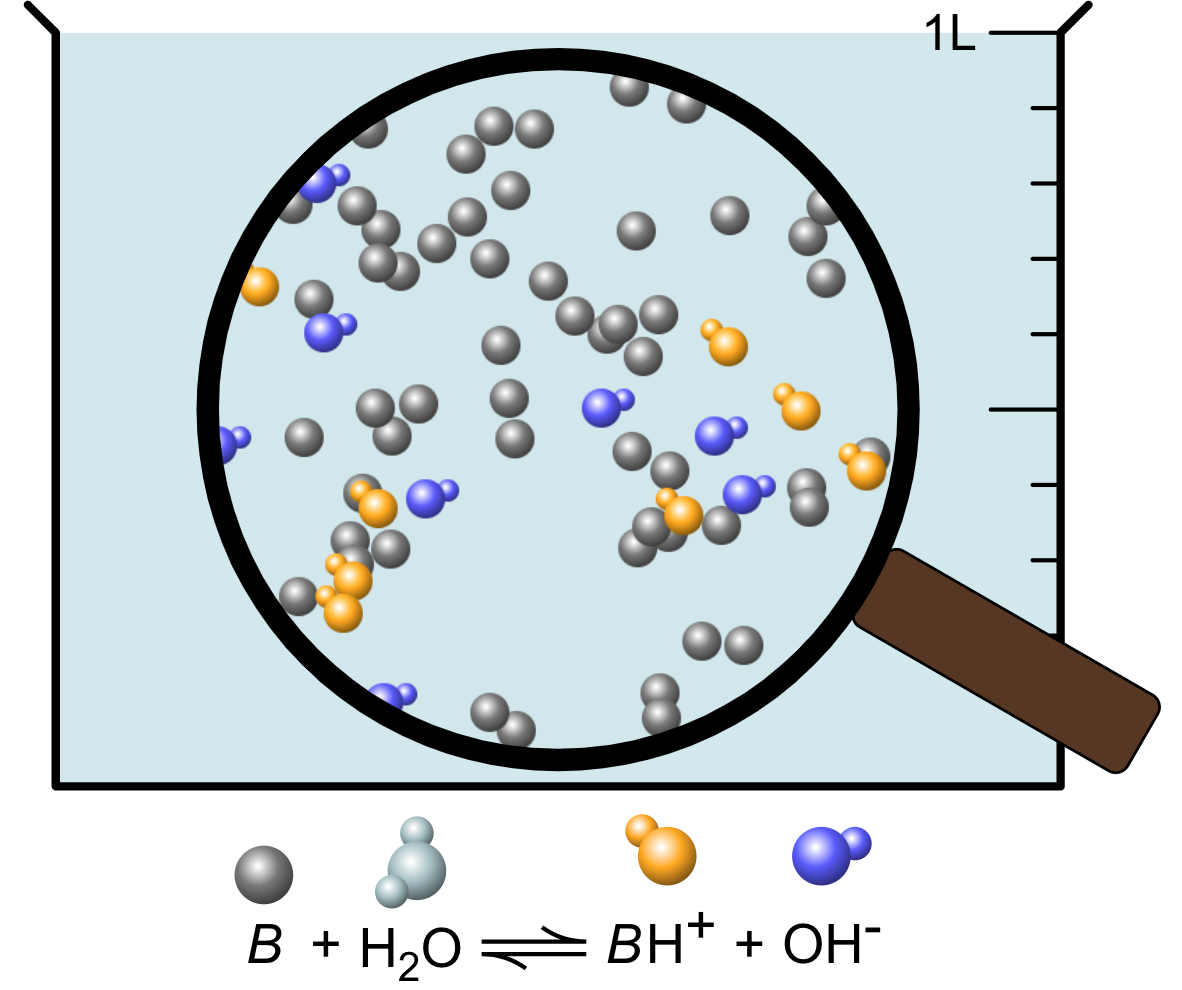 1L
B + H₂O ⇌ BH⁺ + OH⁻